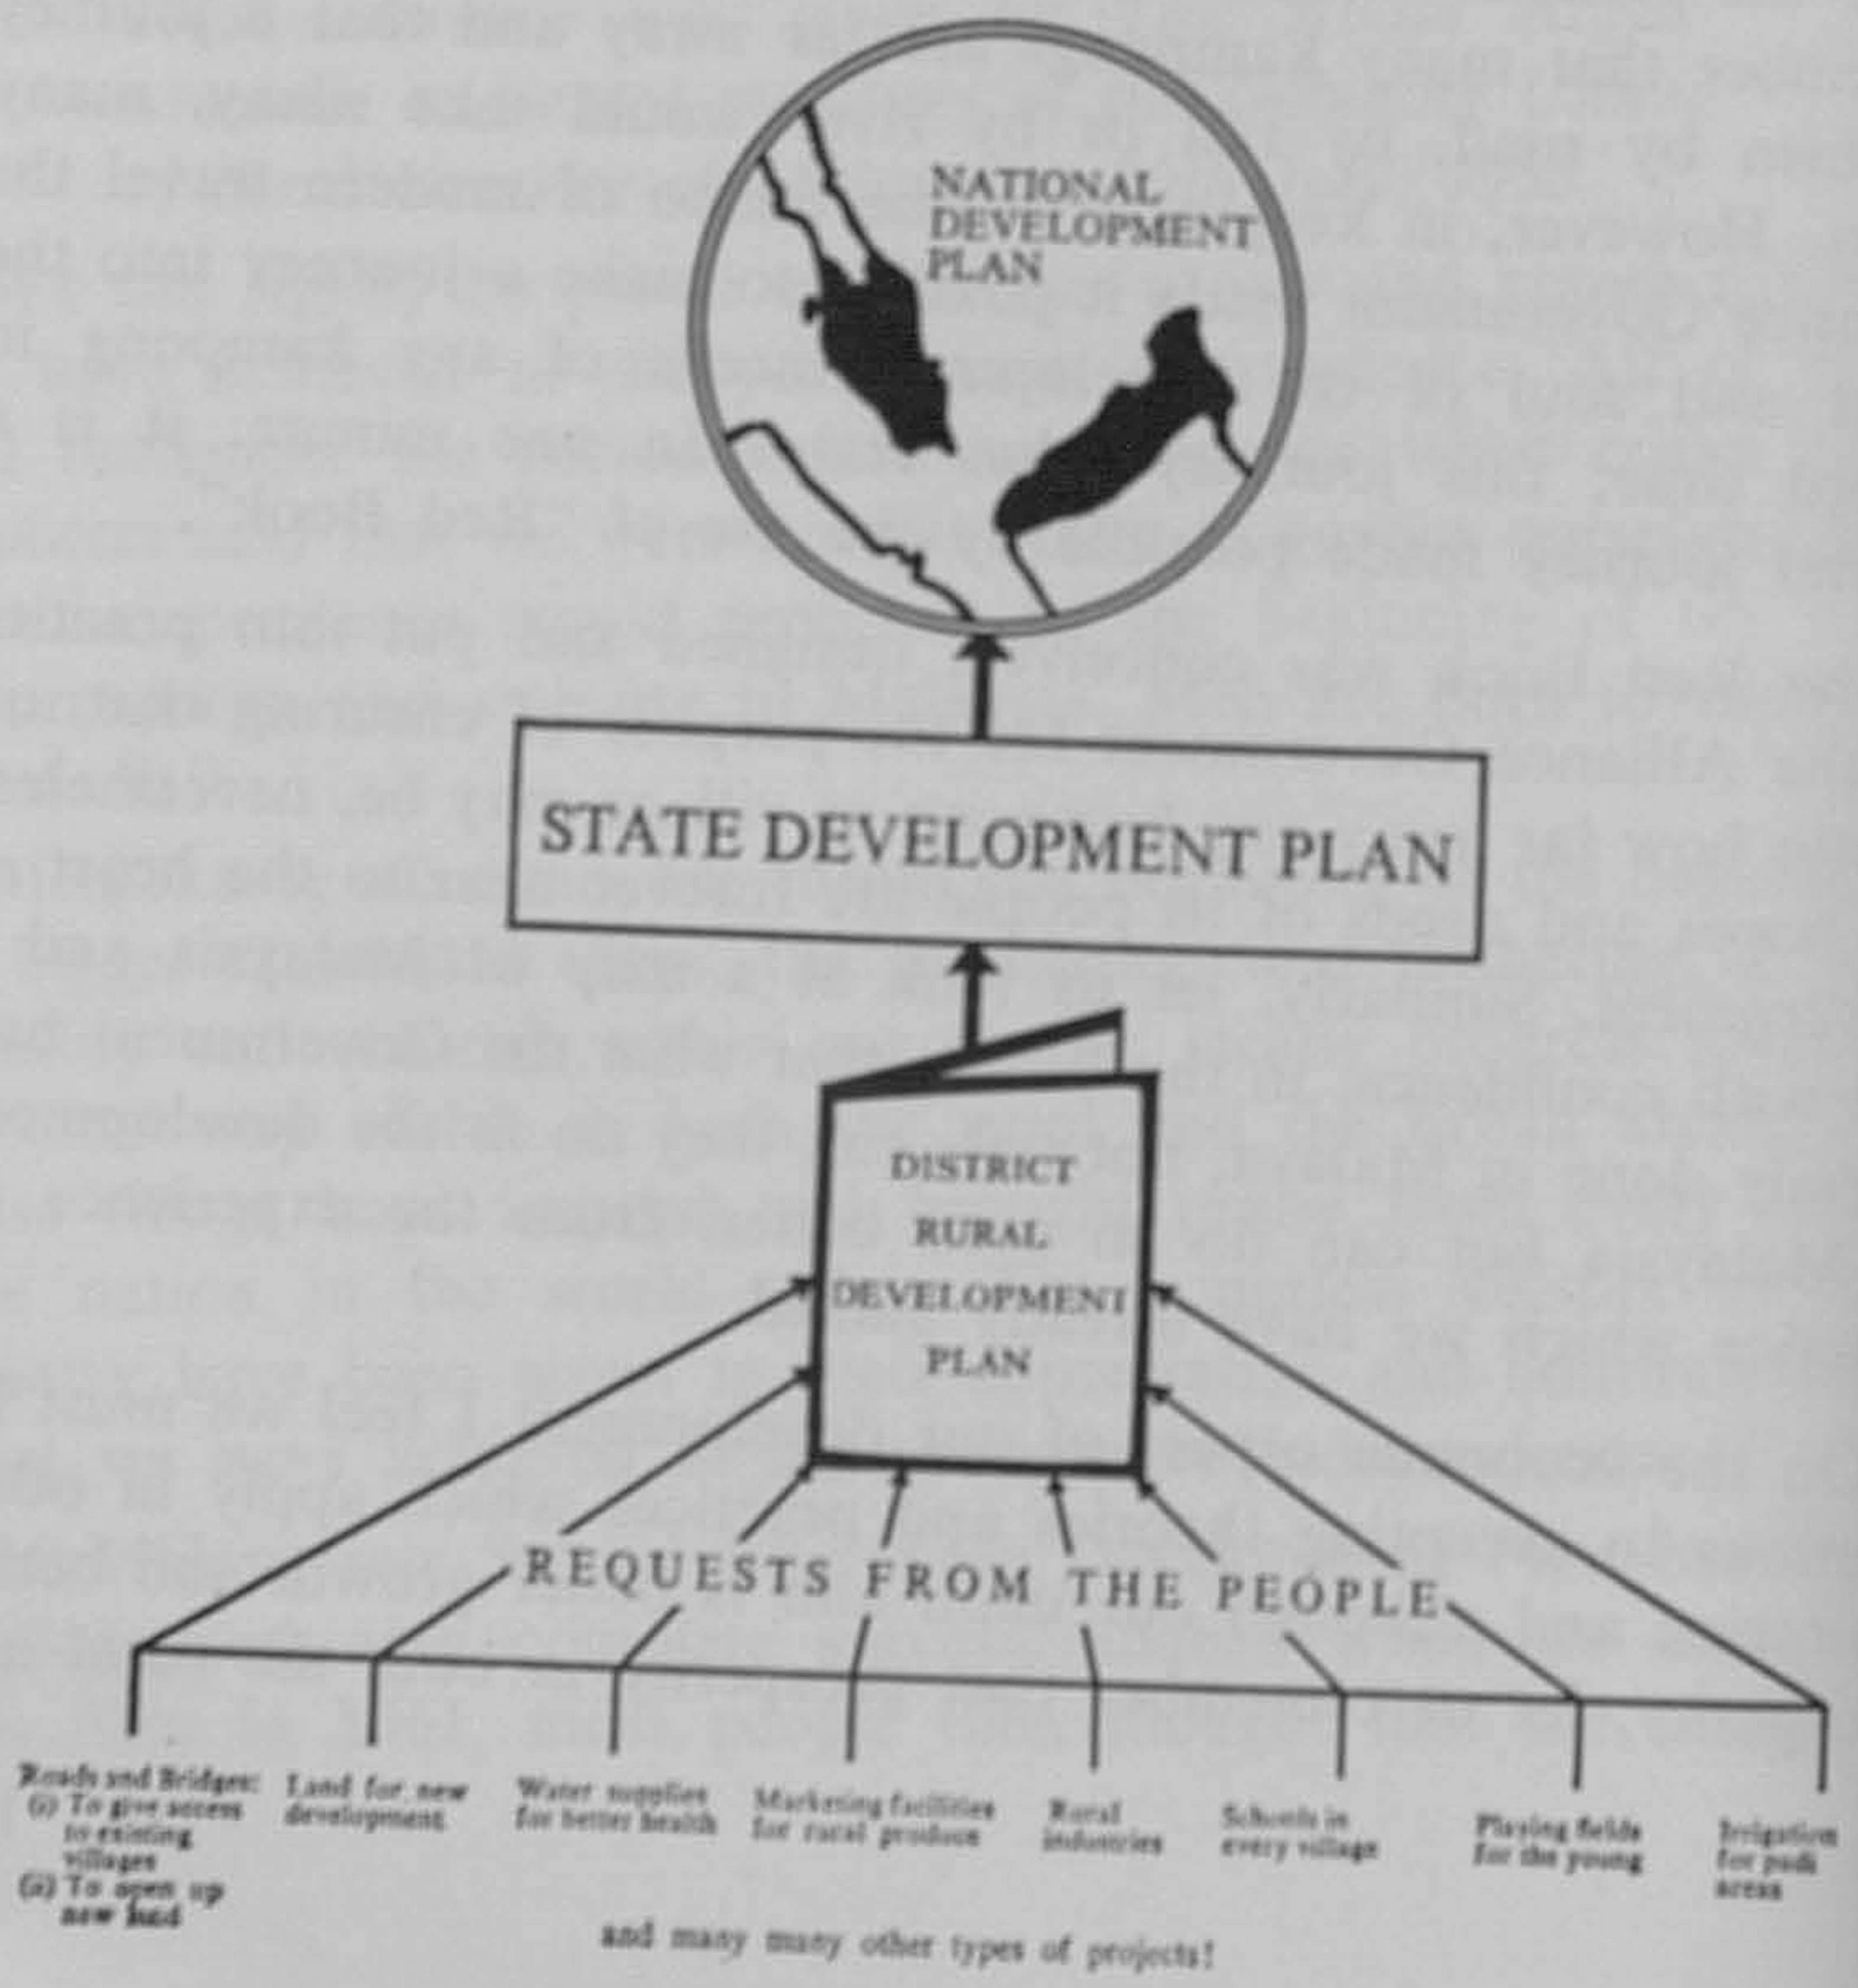 NATIONAL
DEVELOPMENT
PLAN
STATE DEVELOPMENT PLAN
DISTRICT
RURAL
DEVELOPMENT
PLAN
REQUESTS FROM THE PEOPLE
Roads and Bridges:
(i) To give access
to existing
villages
(ii) To open up
new land
Land for new
development
Water supplies
for better health
Marketing facilities
for rural produce
Rural
industries
Schools in
every village
Playing fields
for the young
Irrigation
for padi
areas
and many many other types of projects!